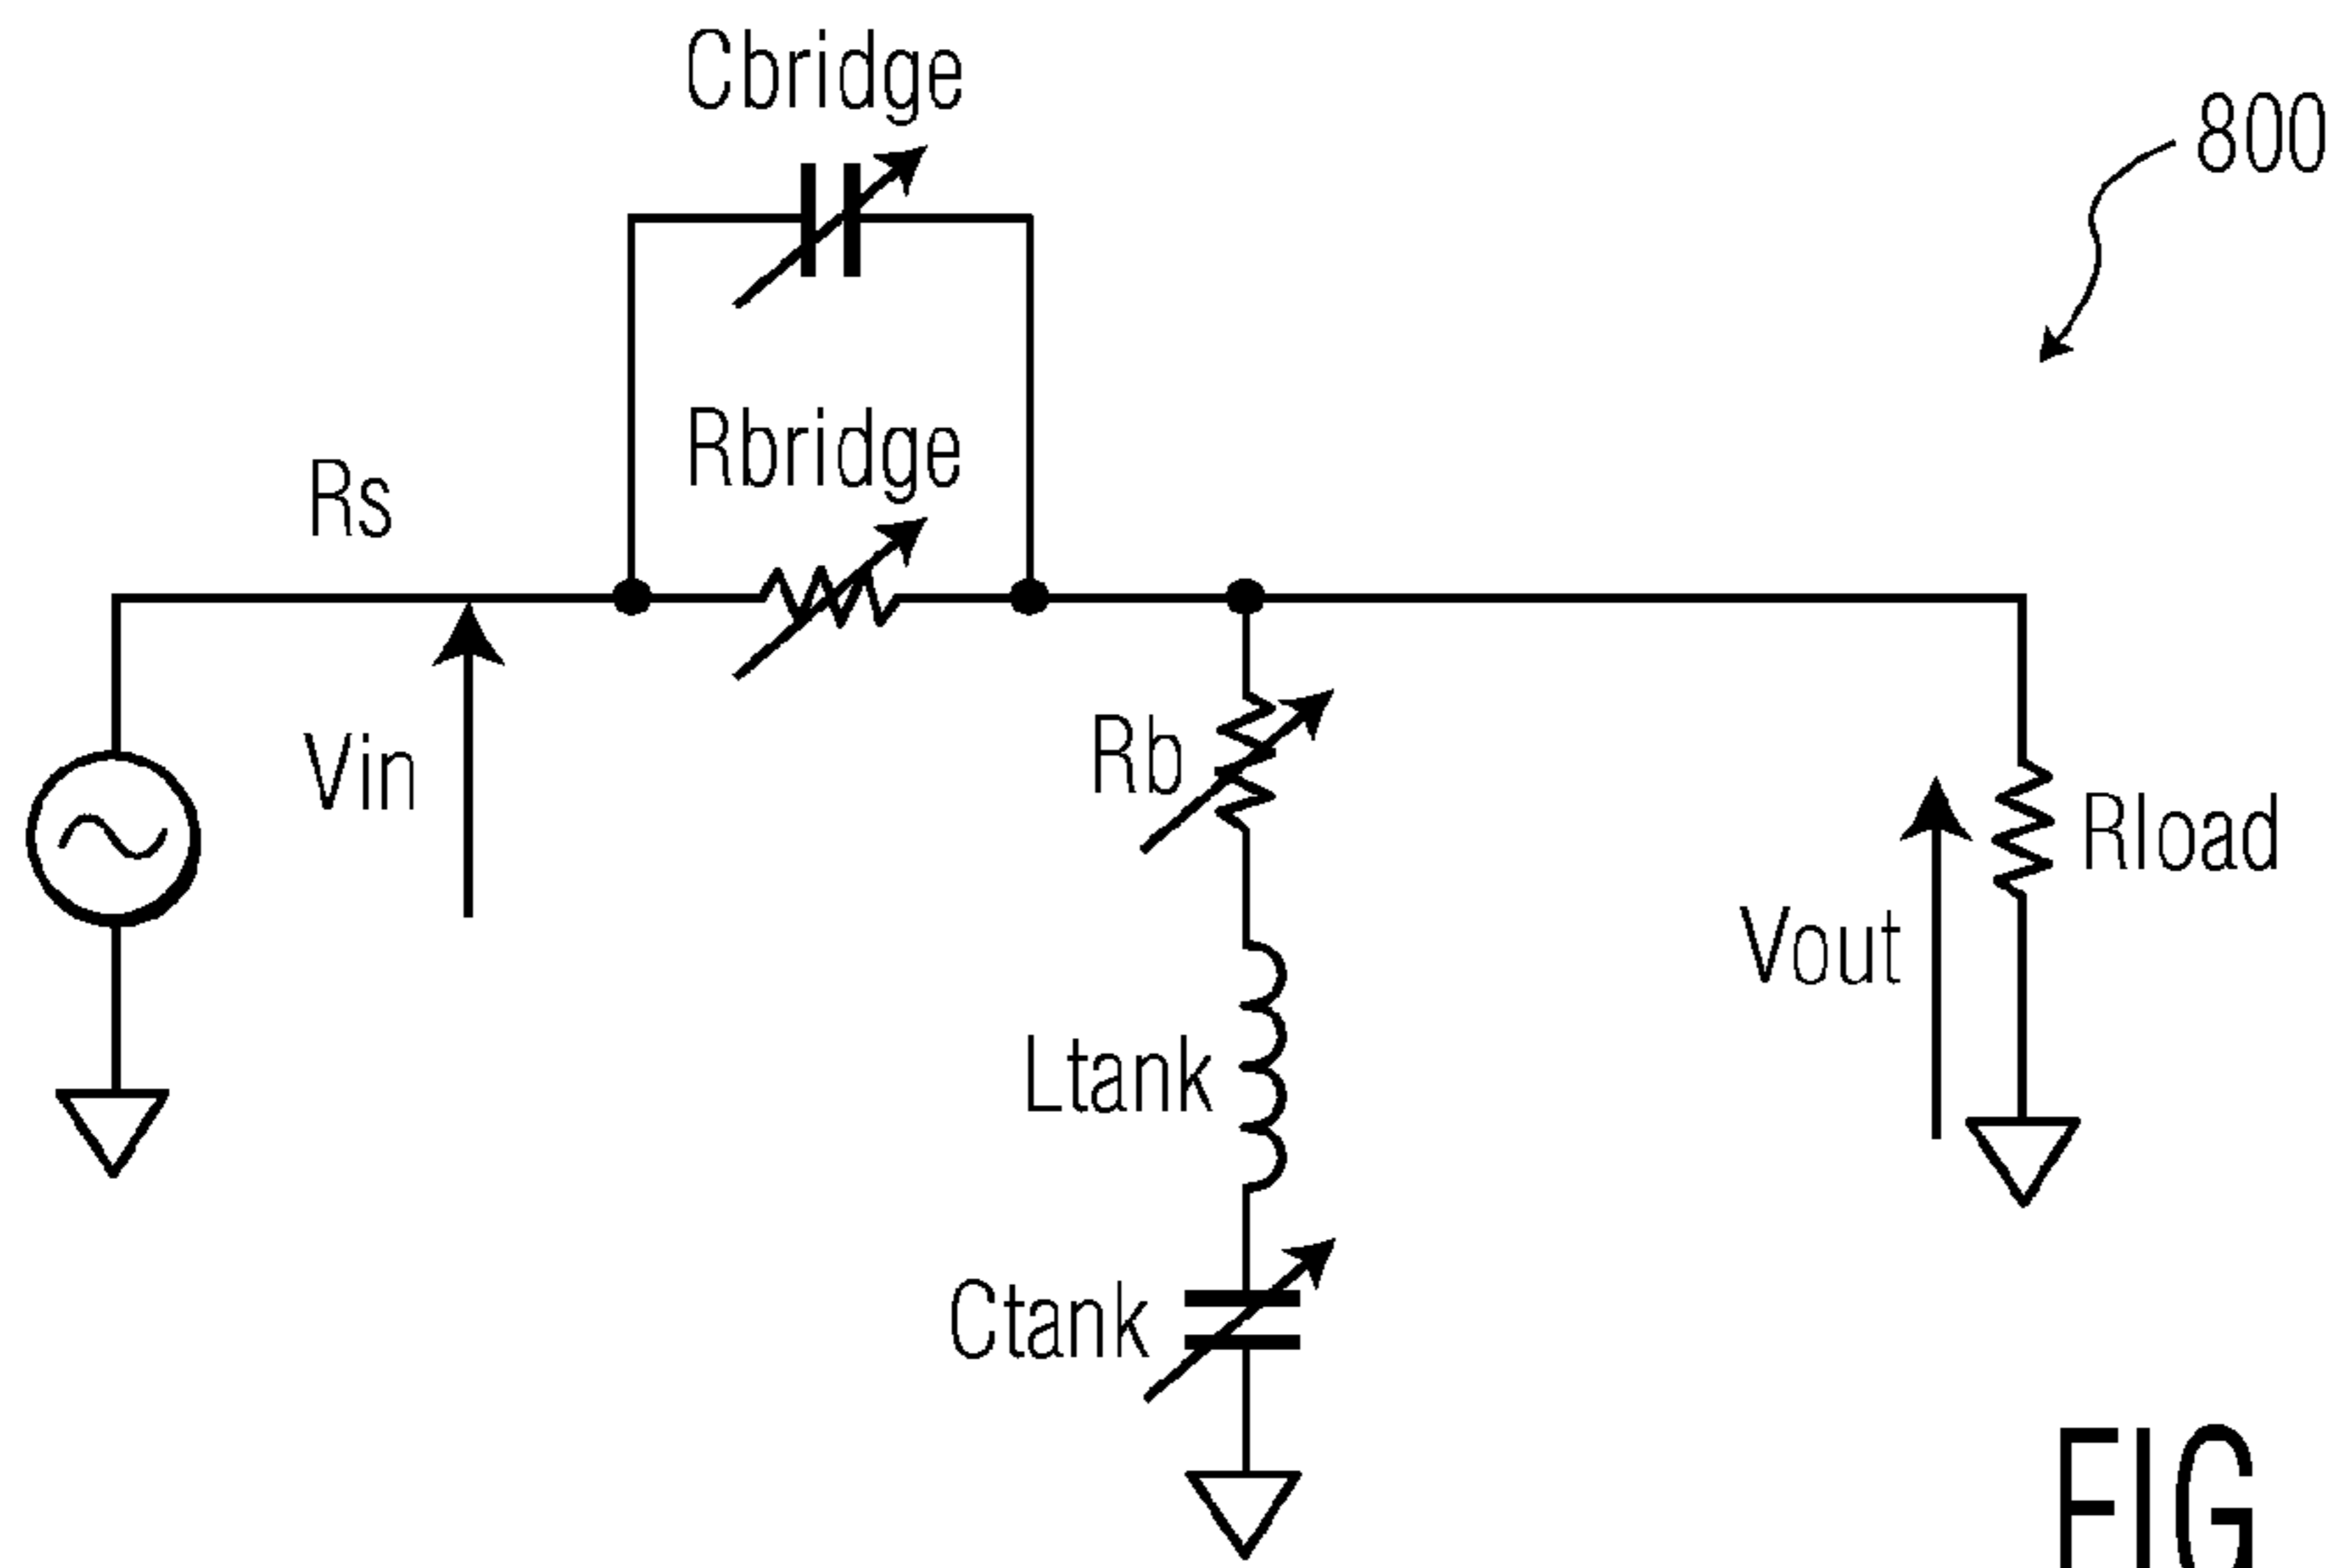 Cbridge
800
Rbridge
Rs
Vin
Rb
Rload
Vout
Ltank
Ctank
FIG